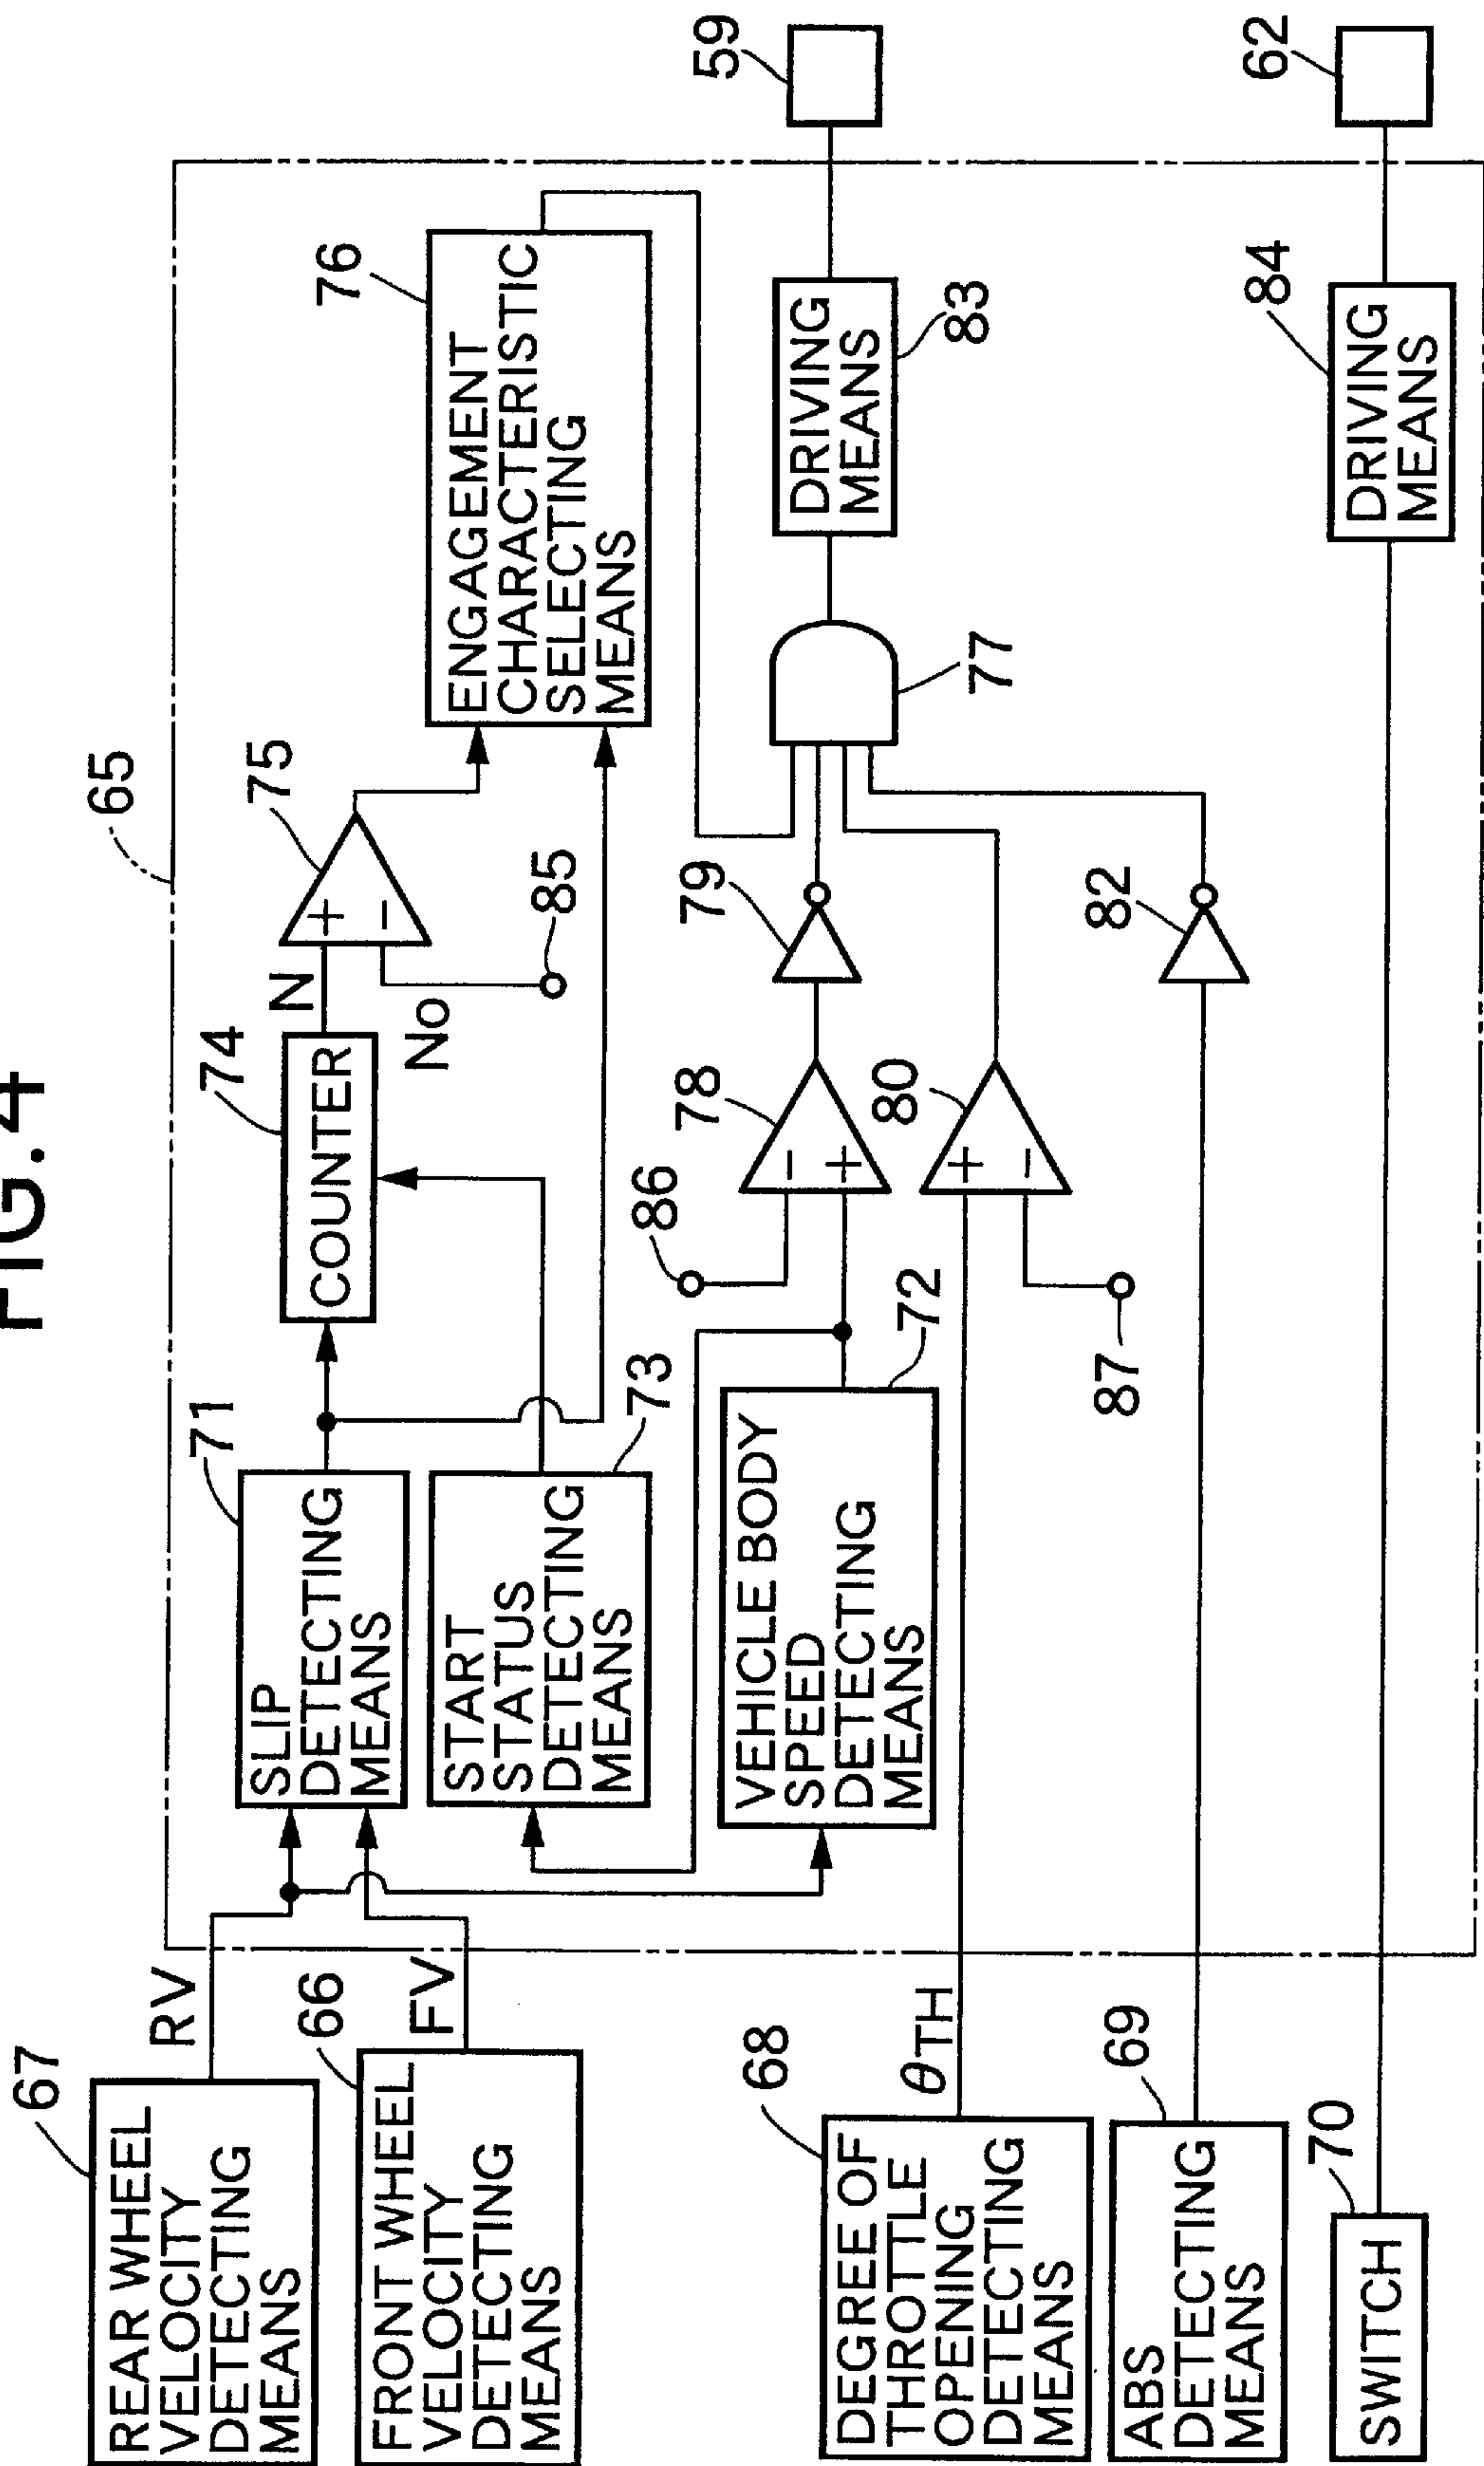 FIG.4
67
REAR WHEEL
VELOCITY
DETECTING
MEANS
RV
66
FRONT WHEEL
VELOCITY
DETECTING
MEANS
FV
68
DEGREE OF
THROTTLE
OPENING
DETECTING
MEANS
θTH
69
ABS
DETECTING
MEANS
70
SWITCH
65
71
SLIP
DETECTING
MEANS
73
START
STATUS
DETECTING
MEANS
72
VEHICLE BODY
SPEED
DETECTING
MEANS
74
COUNTER
N
No
75
+
−
85
76
ENGAGEMENT
CHARACTERISTIC
SELECTING
MEANS
86
78
−
+
79
80
+
−
87
82
77
83
DRIVING
MEANS
59
84
DRIVING
MEANS
62